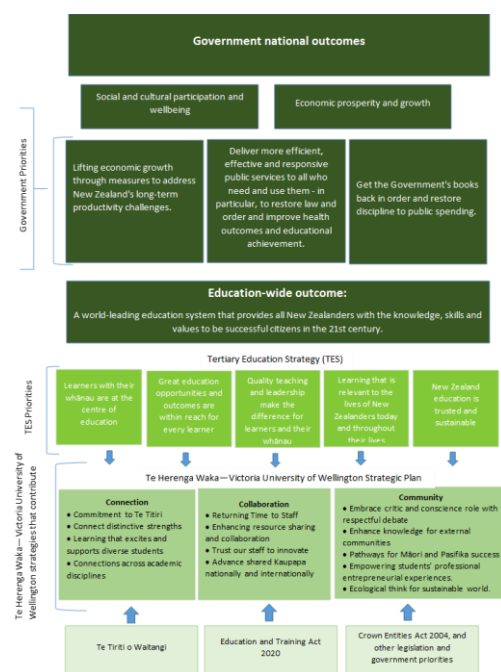 Government national outcomes
Social and cultural participation and
wellbeing
Economic prosperity and growth
Government Priorities
Lifting economic growth
through measures to address
New Zealand's long-term
productivity challenges.
Deliver more efficient,
effective and responsive
public services to all who
need and use them - in
particular, to restore law and
order and improve health
outcomes and educational
achievement.
Get the Government's books
back in order and restore
discipline to public spending.
Education-wide outcome:
A world-leading education system that provides all New Zealanders with the knowledge, skills and
values to be successful citizens in the 21st century.
Tertiary Education Strategy (TES)
TES Priorities
Learners with their
whānau are at the
centre of
education
Great education
opportunities and
outcomes are
within reach for
every learner
Quality teaching
and leadership
make the
difference for
learners and their
whānau
Learning that is
relevant to the
lives of New
Zealanders today
and throughout
their lives
New Zealand
education is
trusted and
sustainable
Te Herenga Waka—Victoria University of Wellington Strategic Plan
Te Herenga Waka—Victoria University of
Wellington strategies that contribute
Connection
• Commitment to Te Titiri
• Connect distinctive strengths
• Learning that excites and
supports diverse students
• Connections across academic
disciplines
Collaboration
• Returning Time to Staff
• Enhancing resource sharing
and collaboration
• Trust our staff to innovate
• Advance shared Kaupapa
nationally and internationally
Community
• Embrace critic and conscience role with
respectful debate
• Enhance knowledge for external
communities
• Pathways for Māori and Pasifika success
• Empowering students' professional
entrepreneurial experiences.
• Ecological think for sustainable world.
Te Tiriti o Waitangi
Education and Training Act
2020
Crown Entities Act 2004, and
other legislation and
government priorities